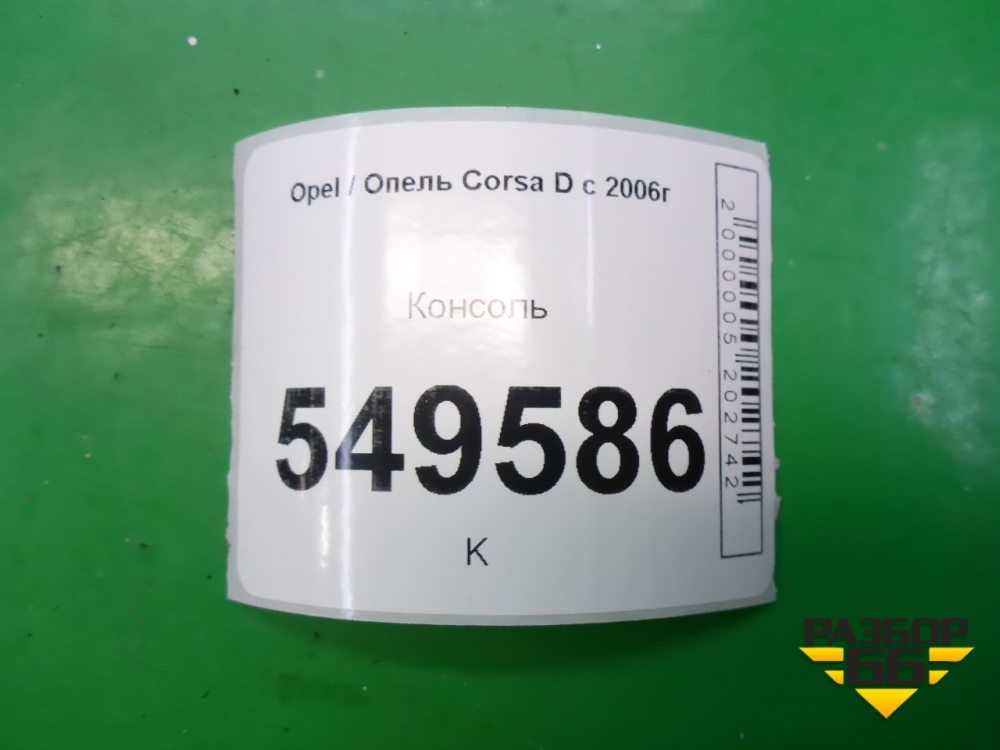 Opel / Опель Corsa D с 2006г
Консоль
549586
К
2000005202742
РАЗБОР
66